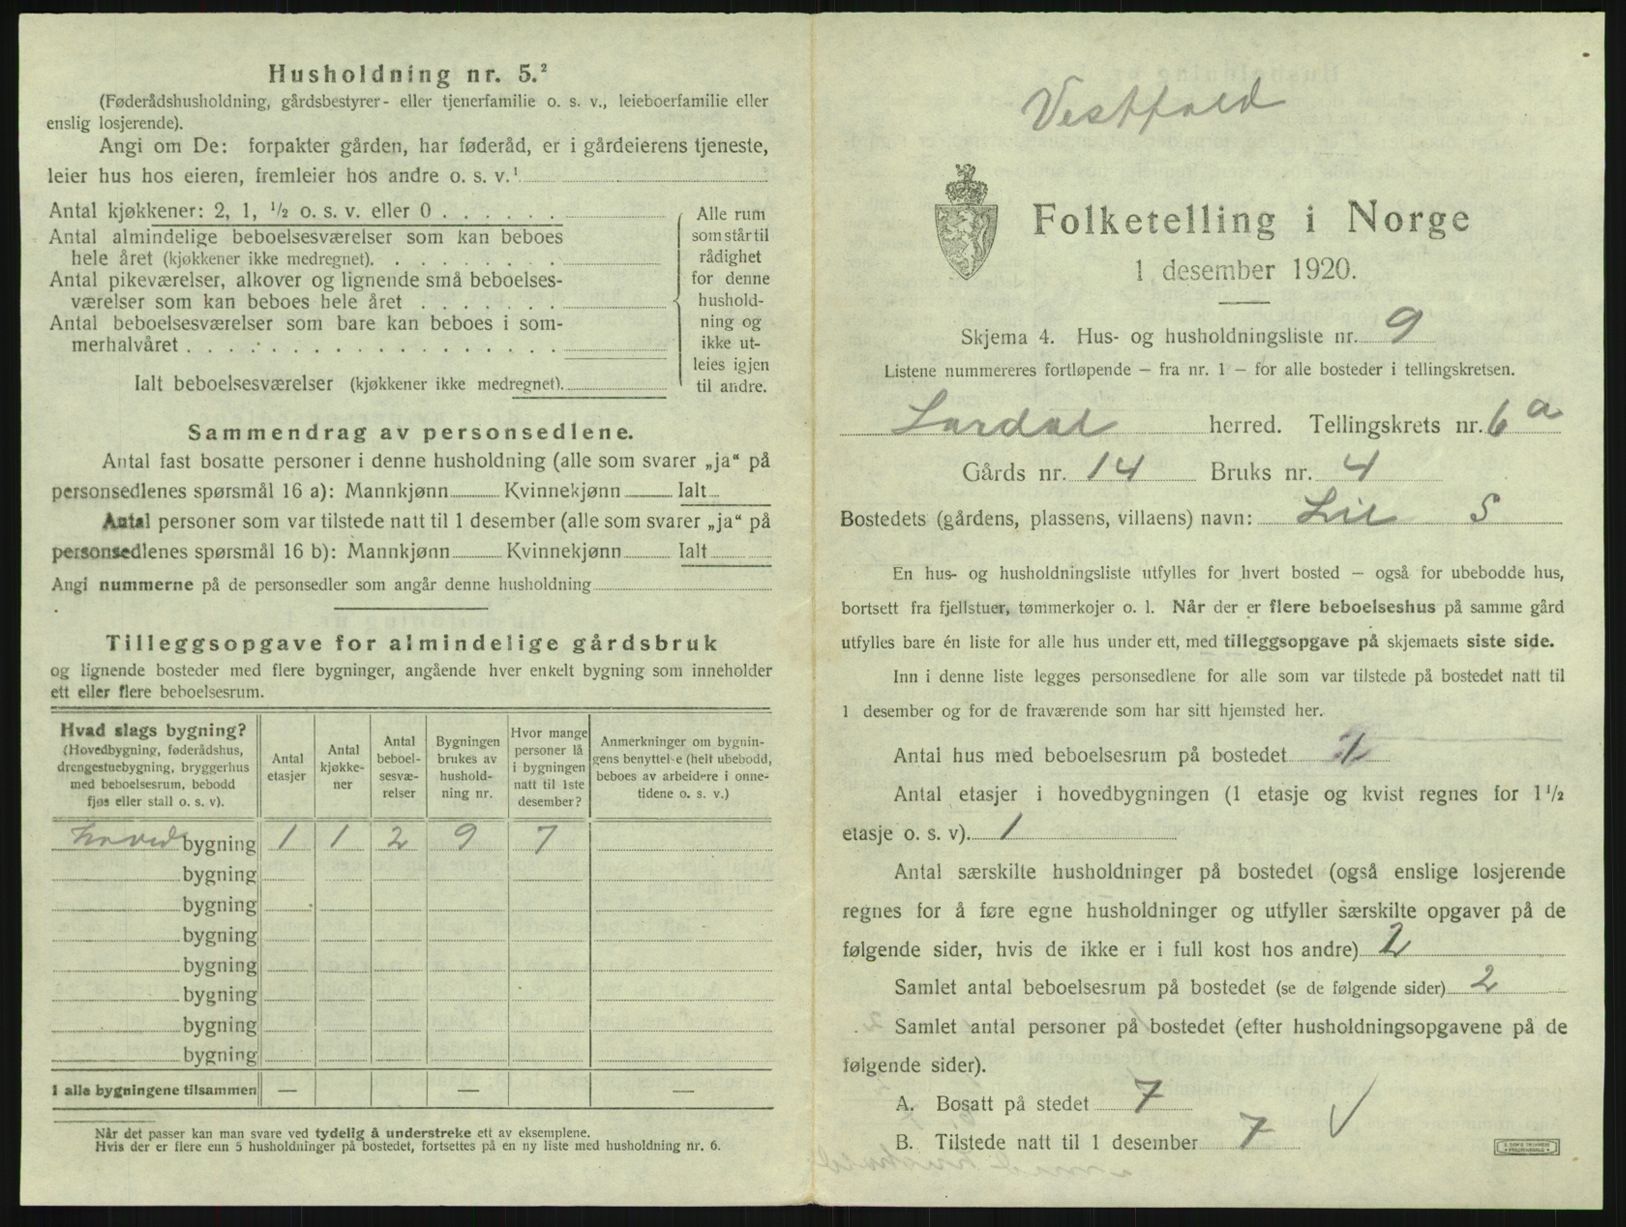 Husholdning nr. 5.²
(Føderådshusholdning, gårdsbestyrer- eller tjenerfamilie o. s. v., leieboerfamilie eller
enslig losjerende).
Angi om De: forpakter gården, har føderåd, er i gårdeierens tjeneste,
leier hus hos eieren, fremleier hos andre o. s. v.¹
Antal kjøkkener: 2, 1, ½ o. s. v. eller 0 . . . . . .
Antal almindelige beboelsesværelser som kan beboes
hele året (kjøkkener ikke medregnet). . . . . . . . .
Antal pikeværelser, alkover og lignende små beboelses-
værelser som kan beboes hele året . . . . . . .
Antal beboelsesværelser som bare kan beboes i som-
merhalvåret . . . . . . . . . . . . . . . . . .
Ialt beboelsesværelser (kjøkkener ikke medregnet).
Alle rum
som står til
rådighet
for denne
hushold-
ning og
ikke ut-
leies igjen
til andre.
Sammendrag av personsedlene.
Antal fast bosatte personer i denne husholdning (alle som svarer „ja“ på
personsedlenes spørsmål 16 a): Mannkjønn Kvinnekjønn Ialt
Antal personer som var tilstede natt til 1 desember (alle som svarer „ja“ på
personsedlenes spørsmål 16 b): Mannkjønn Kvinnekjønn Ialt
Angi nummerne på de personsedler som angår denne husholdning
Tilleggsopgave for almindelige gårdsbruk
og lignende bosteder med flere bygninger, angående hver enkelt bygning som inneholder
ett eller flere beboelsesrum.
Hvad slags bygning?
(Hovedbygning, føderådshus,
drengestuebygning, bryggerhus
med beboelsesrum, bebodd
fjøs eller stall o. s. v).
Antal
etasjer
Antal
kjøkke-
ner
Antal
beboel-
sesvæ-
relser
Bygningen
brukes av
hushold-
ning nr.
Hvor mange
personer lå
i bygningen
natt til 1ste
desember?
Anmerkninger om bygnin-
gens benyttelse (helt ubebodd,
beboes av arbeidere i onne-
tidene o. s. v.)
Hoved bygning 1 1 2 9 7
bygning
bygning
bygning
bygning
bygning
bygning
bygning
I alle bygningene tilsammen — — —
Når det passer kan man svare ved tydelig å understreke ett av eksemplene.
Hvis der er flere enn 5 husholdninger på bostedet, fortsettes på en ny liste med husholdning nr. 6.
Vestfold
Folketelling i Norge
1 desember 1920.
Skjema 4. Hus- og husholdningsliste nr. 9
Listene nummereres fortløpende — fra nr. 1 — for alle bosteder i tellingskretsen.
Lardal herred. Tellingskrets nr. 6 a
Gårds nr. 14 Bruks nr. 4
Bostedets (gårdens, plassens, villaens) navn: Lie S
En hus- og husholdningsliste utfylles for hvert bosted — også for ubebodde hus,
bortsett fra fjellstuer, tømmerkojer o. l. Når der er flere beboelseshus på samme gård
utfylles bare én liste for alle hus under ett, med tilleggsopgave på skjemaets siste side.
Inn i denne liste legges personsedlene for alle som var tilstede på bostedet natt til
1 desember og for de fraværende som har sitt hjemsted her.
Antal hus med beboelsesrum på bostedet 1
Antal etasjer i hovedbygningen (1 etasje og kvist regnes for 1½
etasje o. s. v). 1
Antal særskilte husholdninger på bostedet (også enslige losjerende
regnes for å føre egne husholdninger og utfyller særskilte opgaver på de
følgende sider, hvis de ikke er i full kost hos andre) 2
Samlet antal beboelsesrum på bostedet (se de følgende sider) 2
Samlet antal personer på bostedet (efter husholdningsopgavene på de
følgende sider).
A. Bosatt på stedet 7
B. Tilstede natt til 1 desember 7 √